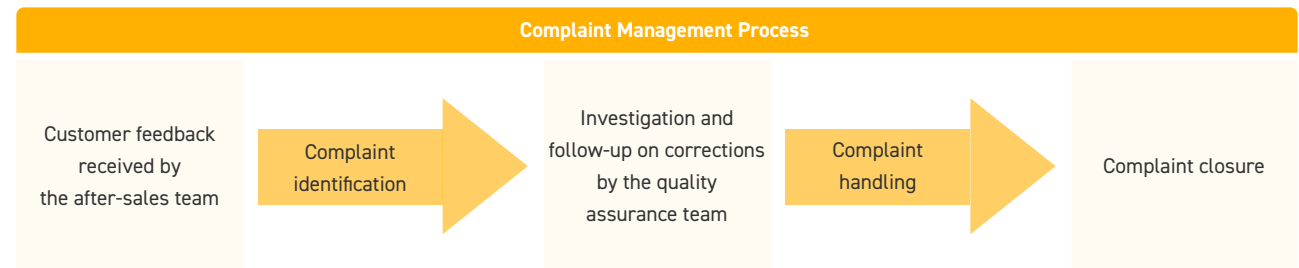 Complaint Management Process
Customer feedback
received by
the after-sales team
Complaint
identification
Investigation and
follow-up on corrections
by the quality
assurance team
Complaint
handling
Complaint closure